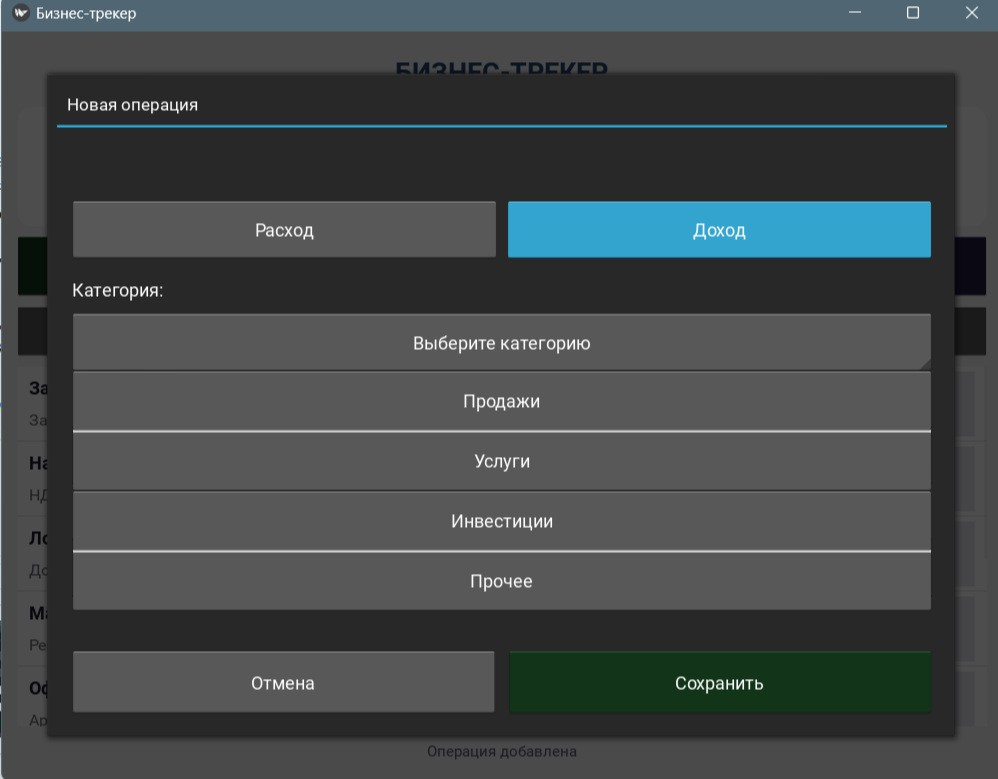 Бизнес-трекер
БИЗНЕС-ТРЕКЕР
Новая операция
Расход Доход
Категория:
Выберите категорию
Продажи
Услуги
Инвестиции
Прочее
Отмена Сохранить
Операция добавлена